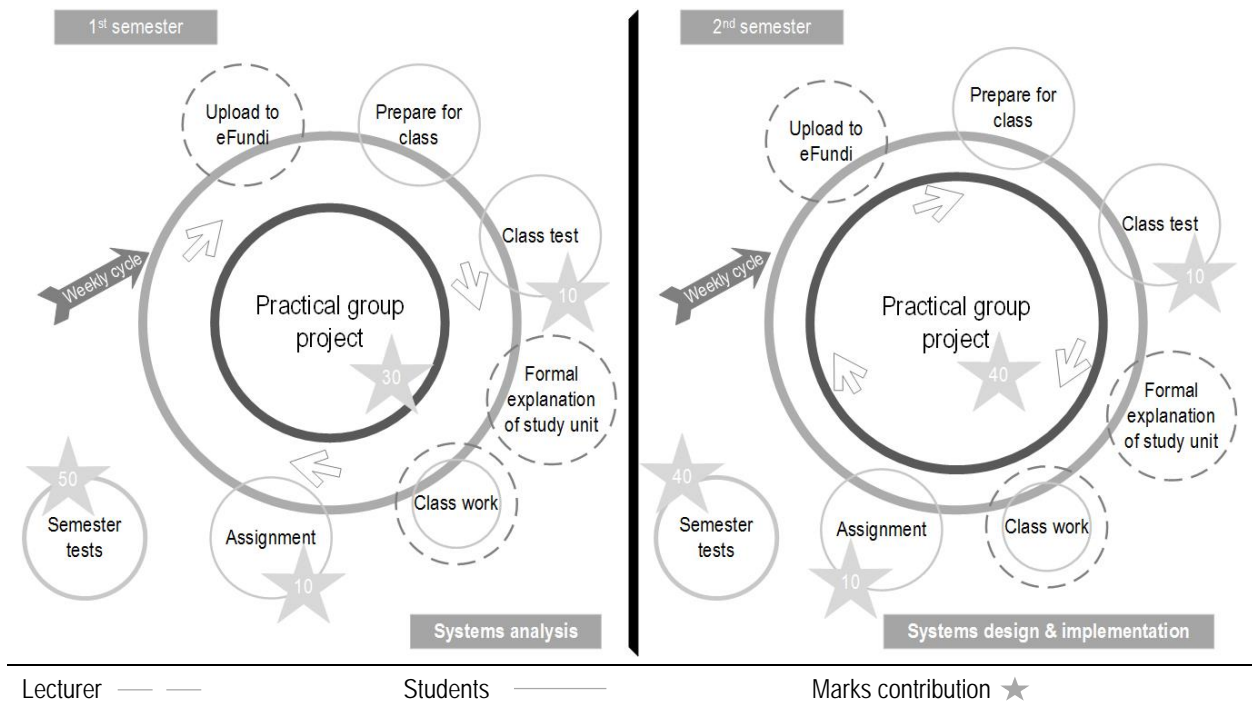 1st semester
Upload to
eFundi
Prepare for
class
Class test
10
Weekly cycle
Practical group
project
30
Formal
explanation
of study unit
50
Semester
tests
Assignment
10
Class work
Systems analysis
2nd semester
Upload to
eFundi
Prepare for
class
Class test
10
Weekly cycle
Practical group
project
40
Formal
explanation
of study unit
40
Semester
tests
Assignment
10
Class work
Systems design & implementation
Lecturer
Students
Marks contribution